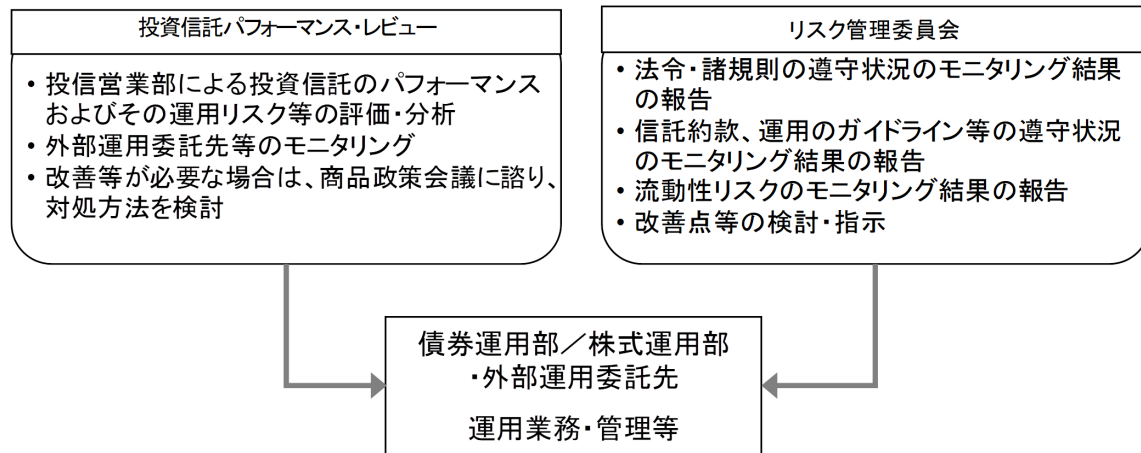 投資信託パフォーマンス・レビュー
• 投信営業部による投資信託のパフォーマンス
およびその運用リスク等の評価・分析
• 外部運用委託先等のモニタリング
• 改善等が必要な場合は、商品政策会議に諮り、
対処方法を検討
リスク管理委員会
• 法令・諸規則の遵守状況のモニタリング結果
の報告
• 信託約款、運用のガイドライン等の遵守状況
のモニタリング結果の報告
• 流動性リスクのモニタリング結果の報告
• 改善点等の検討・指示
債券運用部／株式運用部
・外部運用委託先
運用業務・管理等